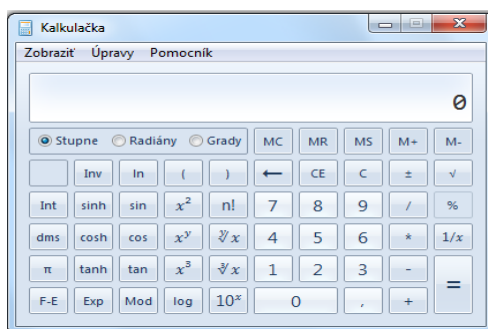 Kalkulačka
Zobraziť Úpravy Pomocník
0
Stupne Radiány Grady MC MR MS M+ M-
Inv ln ( ) ← CE C ± √
Int sinh sin x² n! 7 8 9 / %
dms cosh cos xʸ ʸ√x 4 5 6 * 1/x
π tanh tan x³ ³√x 1 2 3 - =
F-E Exp Mod log 10ˣ 0 , +